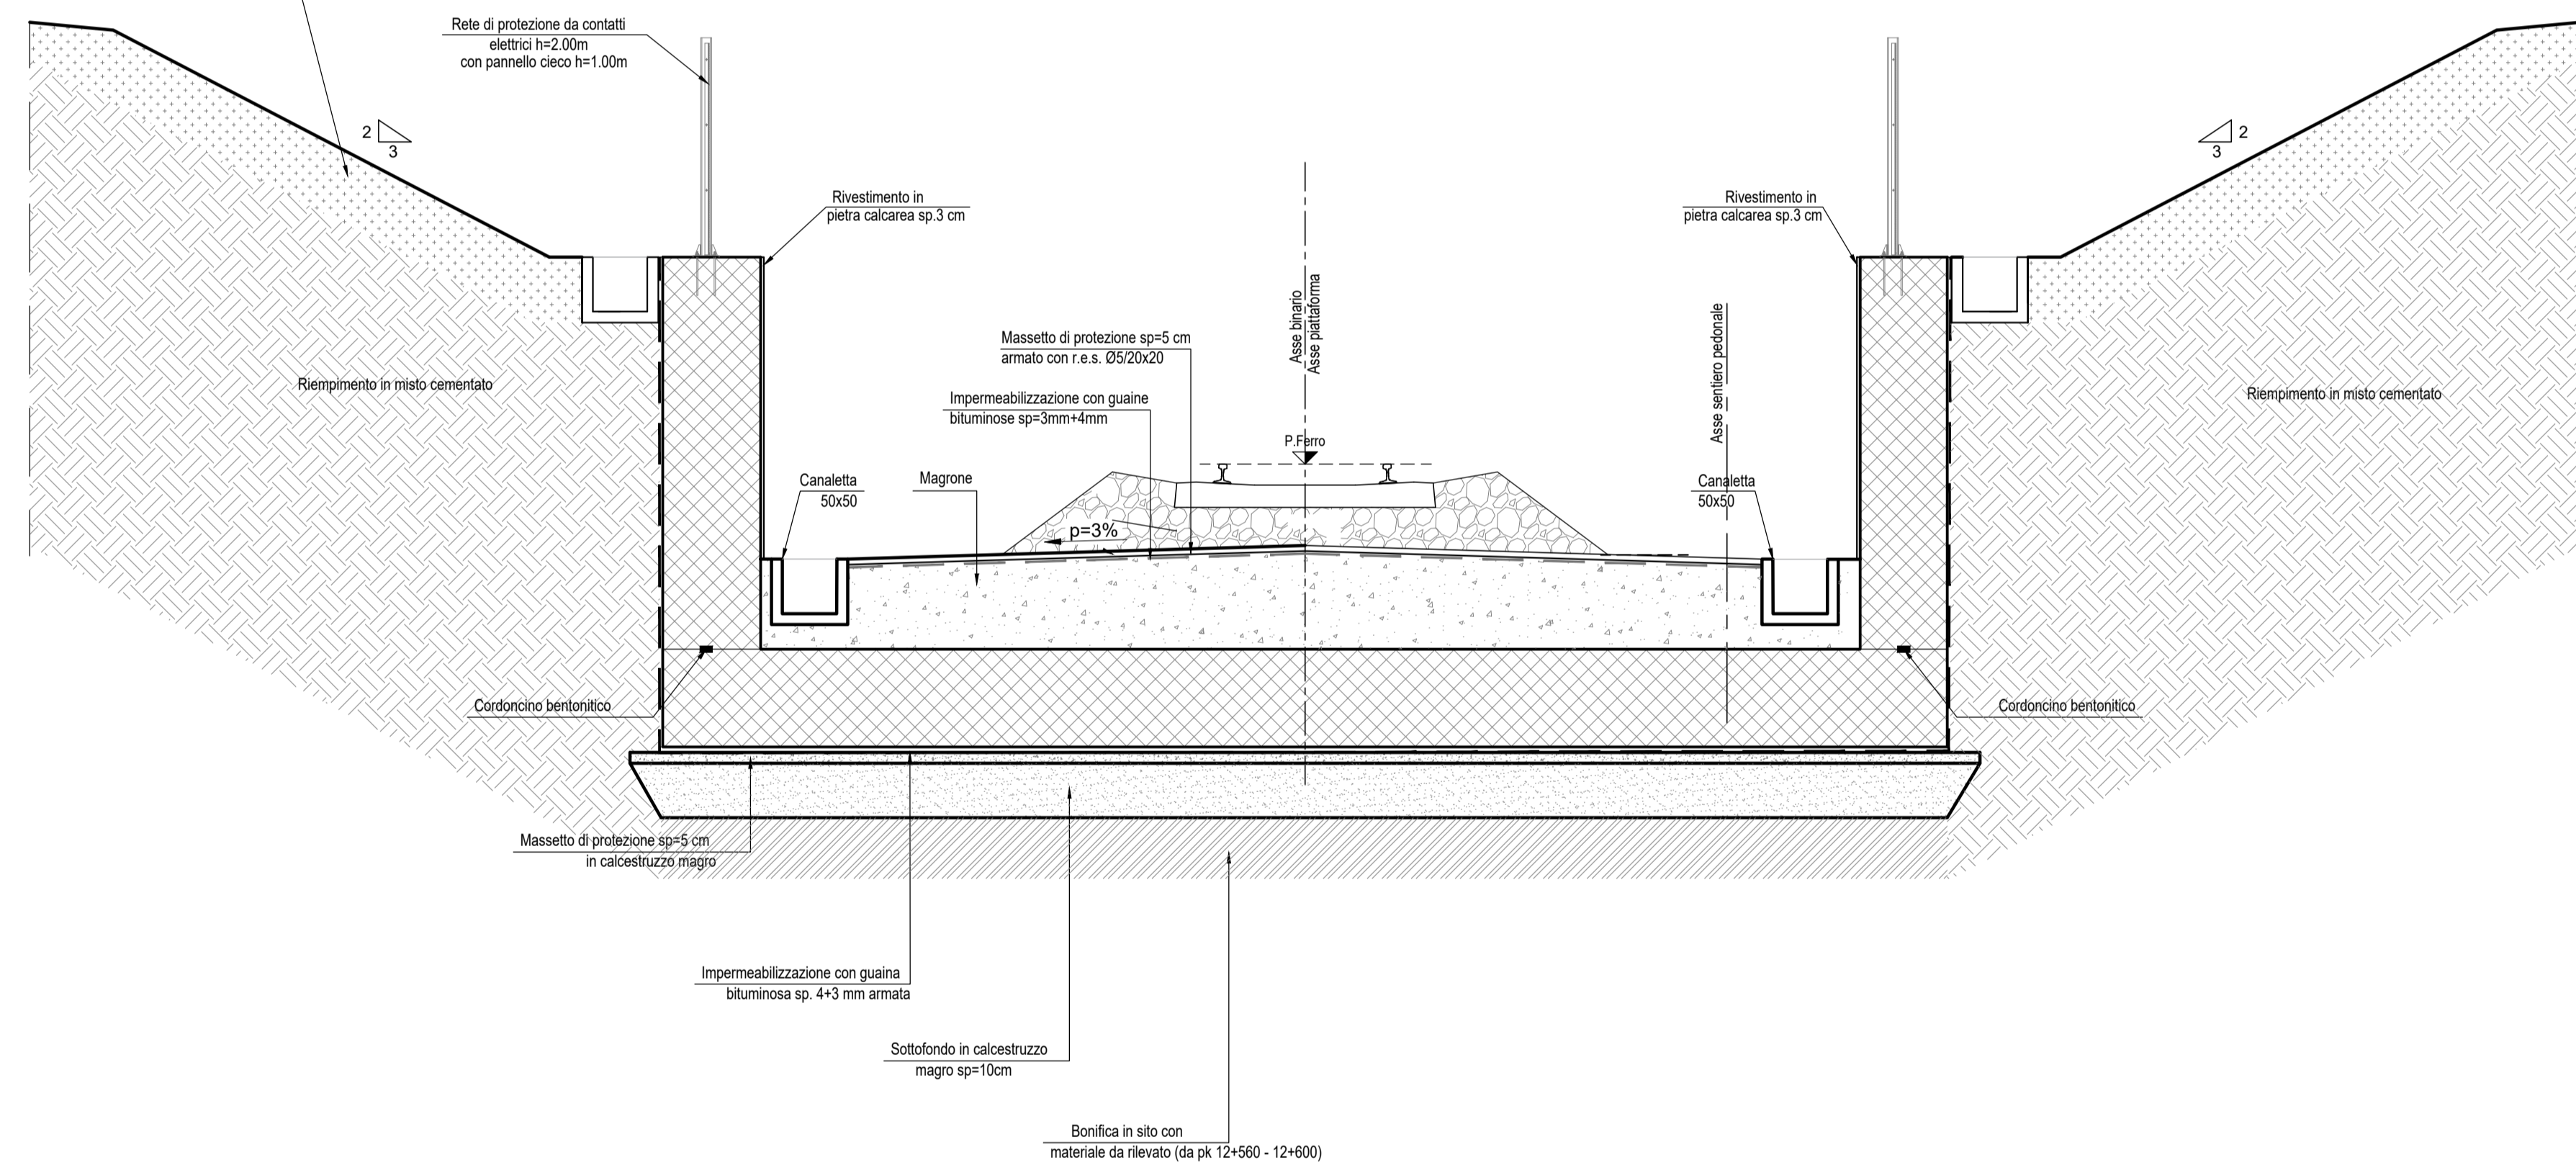 Rete di protezione da contatti
elettrici h=2.00m
con pannello cieco h=1.00m
2
3
2
3
Rivestimento in
pietra calcarea sp.3 cm
Rivestimento in
pietra calcarea sp.3 cm
Asse binario
Asse piattaforma
Asse sentiero pedonale
Massetto di protezione sp=5 cm
armato con r.e.s. Ø5/20x20
Riempimento in misto cementato
Riempimento in misto cementato
Impermeabilizzazione con guaine
bituminose sp=3mm+4mm
P.Ferro
Canaletta
50x50
Magrone
Canaletta
50x50
p=3%
Cordoncino bentonitico
Cordoncino bentonitico
Massetto di protezione sp=5 cm
in calcestruzzo magro
Impermeabilizzazione con guaina
bituminosa sp. 4+3 mm armata
Sottofondo in calcestruzzo
magro sp=10cm
Bonifica in sito con
materiale da rilevato (da pk 12+560 - 12+600)